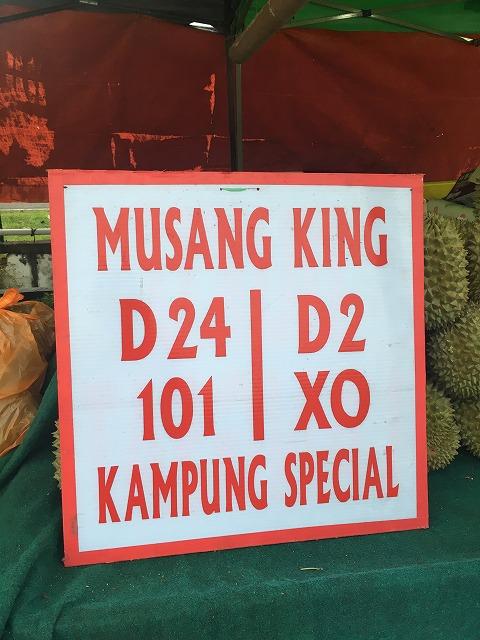 MUSANG KING
D24 | D2
101 | XO
KAMPUNG SPECIAL